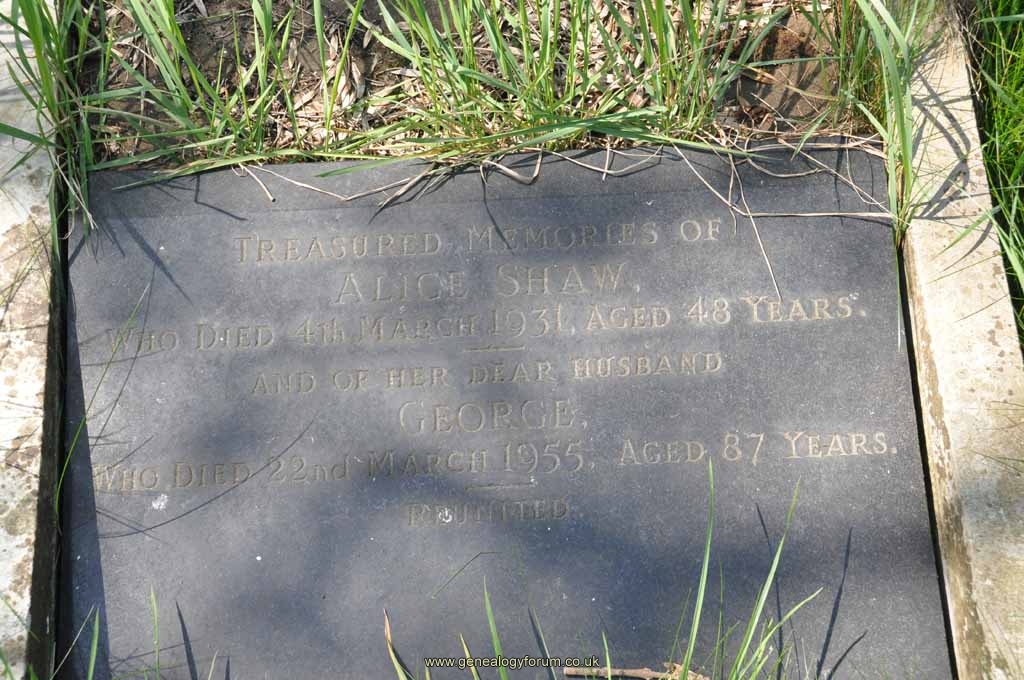 TREASURED MEMORIES OF
ALICE SHAW,
WHO DIED 4th MARCH 1931, AGED 48 YEARS.
AND OF HER DEAR HUSBAND
GEORGE,
WHO DIED 22nd MARCH 1955, AGED 87 YEARS.
REUNITED
www.genealogyforum.co.uk